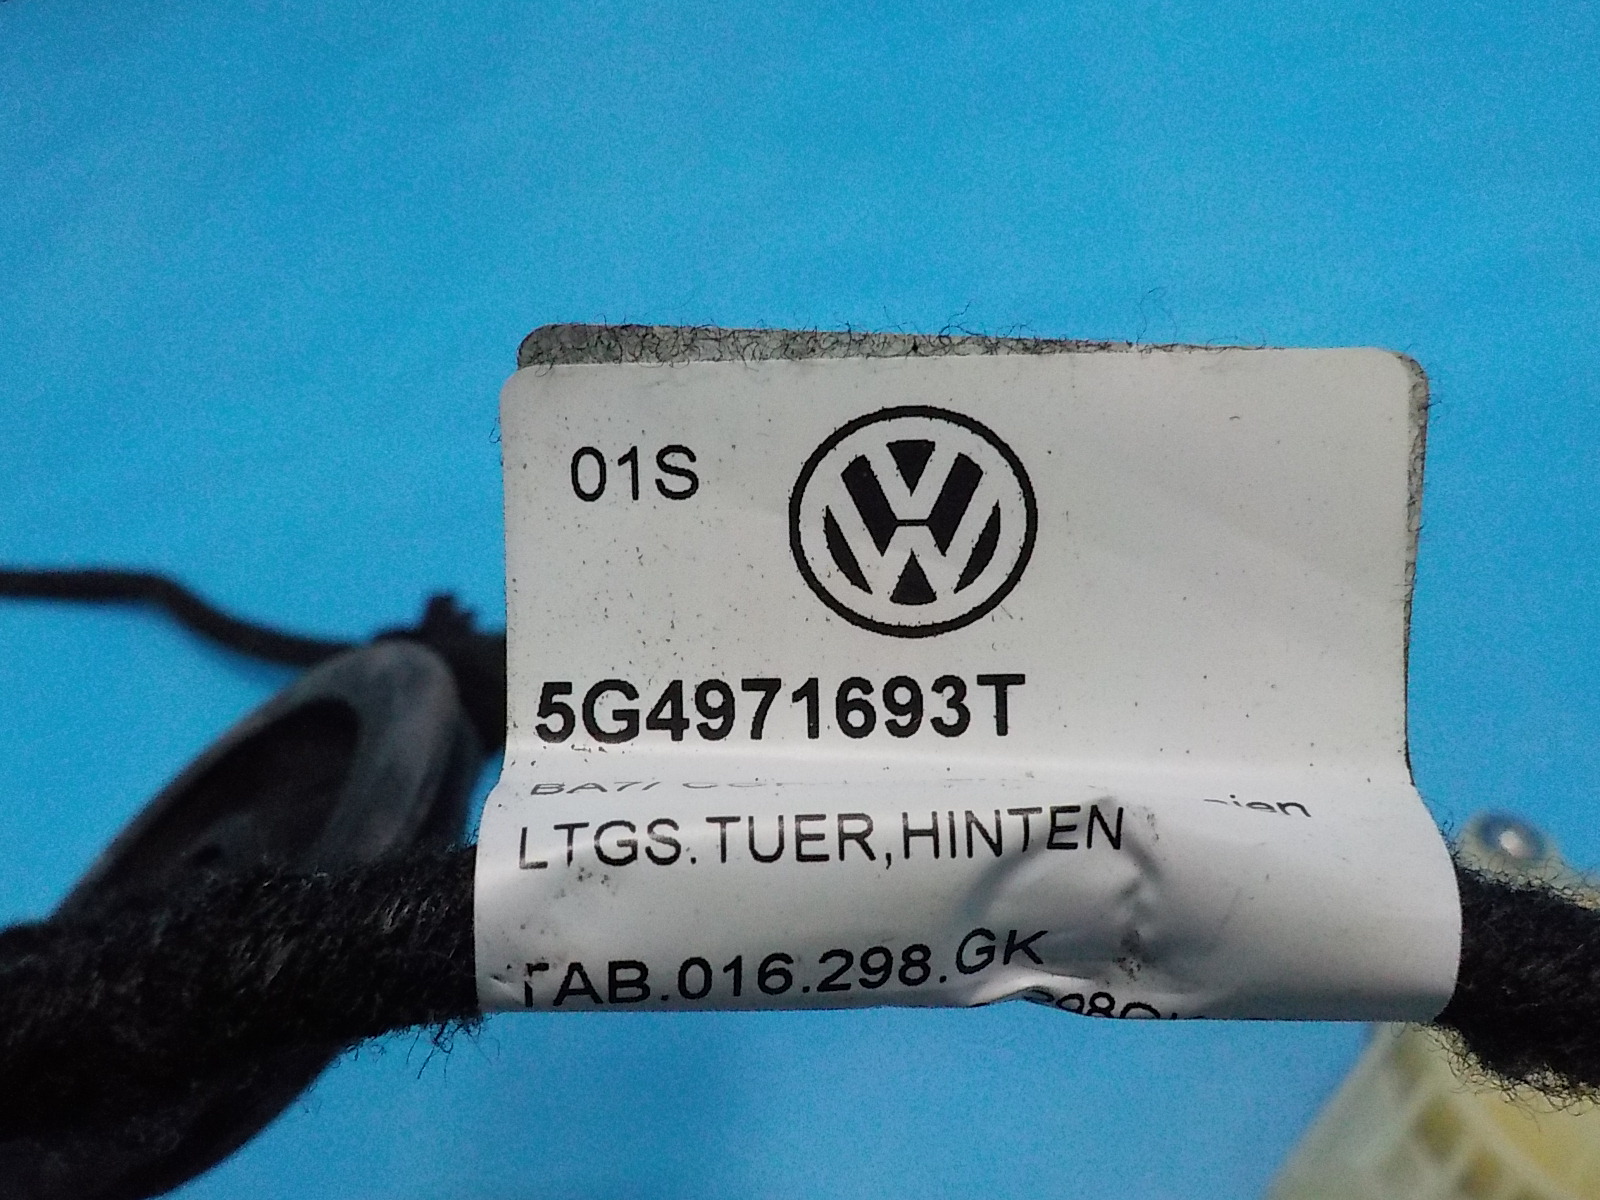 01S
5G4971693T
LTGS.TUER,HINTEN
TAB.016.298.GK